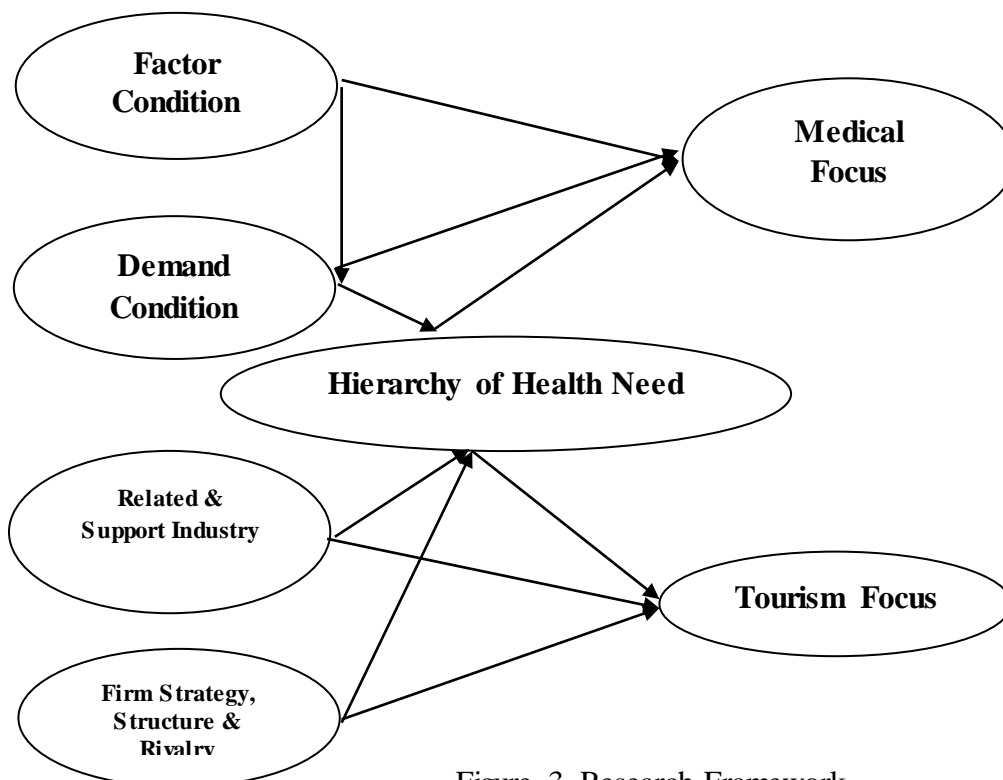 Factor
Condition
Medical
Focus
Demand
Condition
Hierarchy of Health Need
Related &
Support Industry
Tourism Focus
Firm Strategy,
Structure &
Rivalry
Figure 3. Research Framework